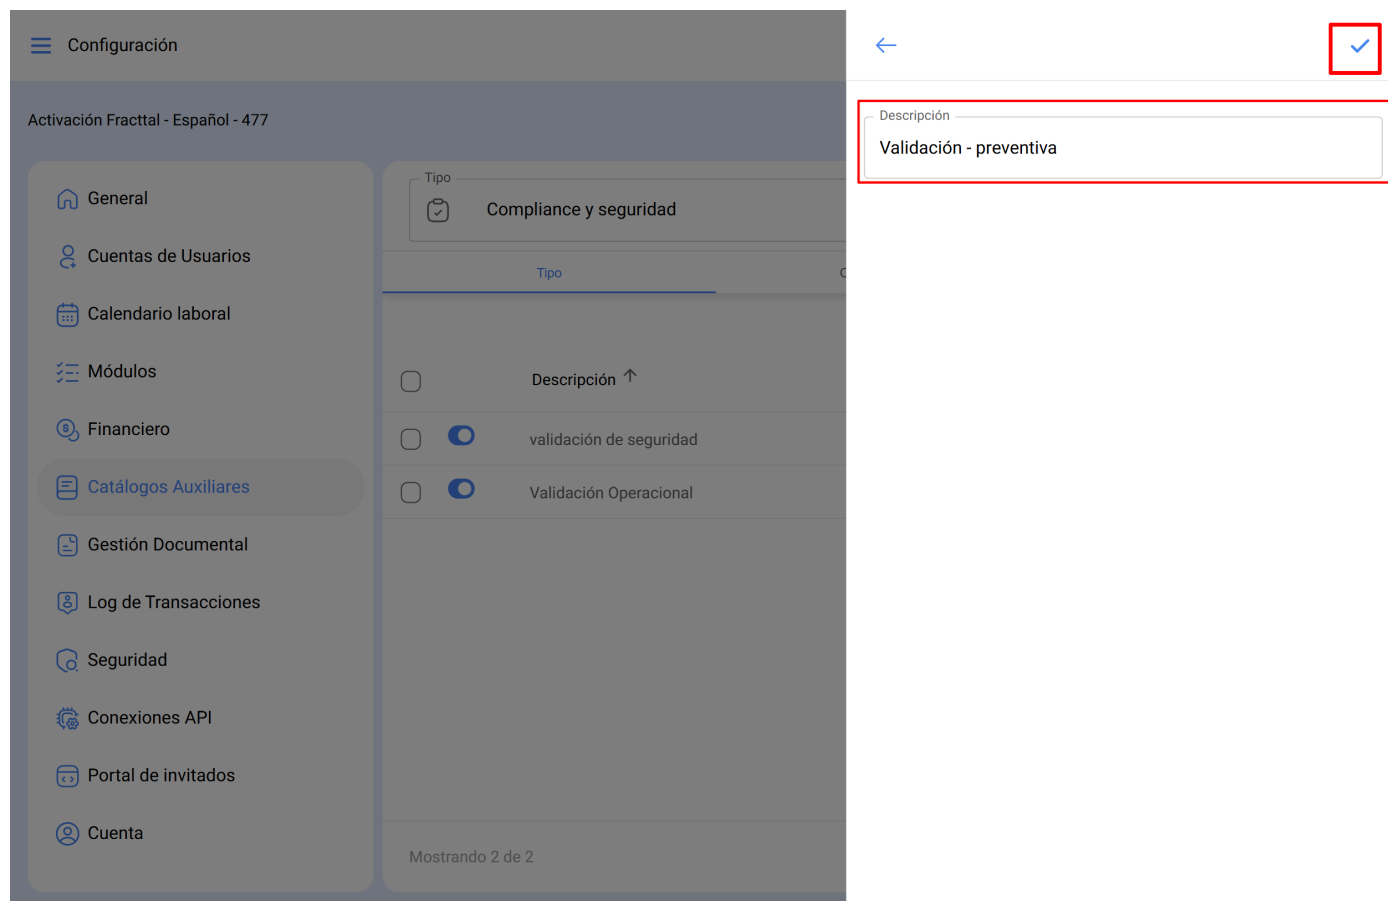 Configuración
Activación Fracttal - Español - 477
General
Cuentas de Usuarios
Calendario laboral
Módulos
Financiero
Catálogos Auxiliares
Gestión Documental
Log de Transacciones
Seguridad
Conexiones API
Portal de invitados
Cuenta
Tipo
Compliance y seguridad
Tipo
Descripción
validación de seguridad
Validación Operacional
Mostrando 2 de 2
Descripción
Validación - preventiva